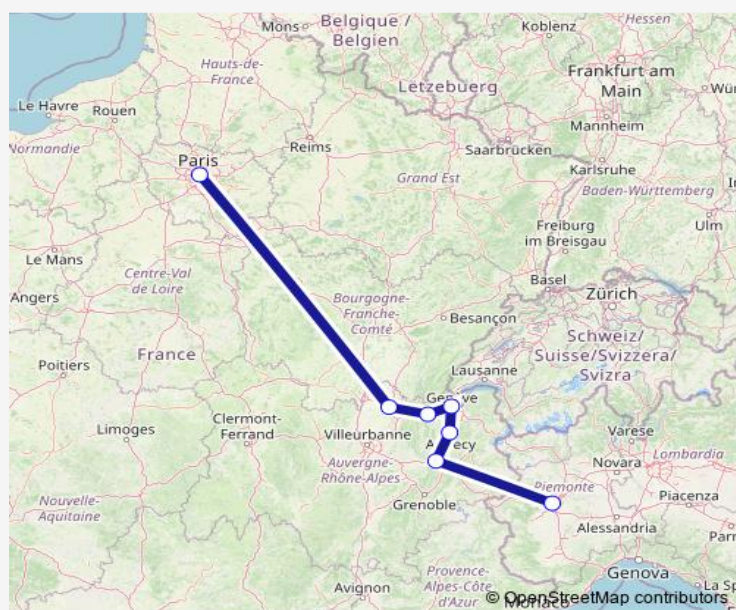 Belgique /
Belgien
Mons
Koblenz
Hessen
Hauts-de-
France
Lëtzebuerg
Frankfurt am
Main
Le Havre
Rouen
Mannheim
Normandie
Reims
Saarbrücken
Paris
Karlsruhe
Grand Est
Baden-Württemberg
Freiburg
im Breisgau
Ulm
Le Mans
Centre-Val
de Loire
Basel
Angers
Bourgogne-
Franche-
Comté
Zürich
Besançon
Schweiz/
Suisse/Svizzera/
Svizra
France
Lausanne
Poitiers
Clermont-
Ferrand
Limoges
Villeurbanne
Varese
Lombardia
Auvergne-
Rhône-Alpes
Novara
Piemonte
Grenoble
Piacenza
Nouvelle-
Aquitaine
Alessandria
Provence-
Alpes-Côte
d'Azur
Genova
Avignon
Monaco
© OpenStreetMap contributors